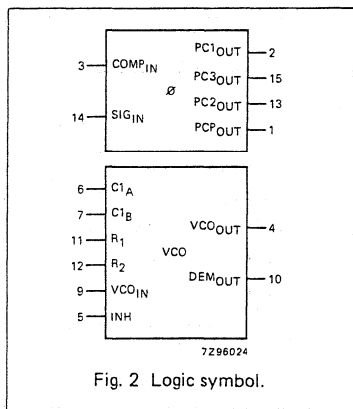 3 COMP_IN
14 SIG_IN
Ø
PC1_OUT 2
PC3_OUT 15
PC2_OUT 13
PCP_OUT 1
6 C1_A
7 C1_B
11 R_1
12 R_2
9 VCO_IN
5 INH
VCO
VCO_OUT 4
DEM_OUT 10
7Z96024
Fig. 2 Logic symbol.